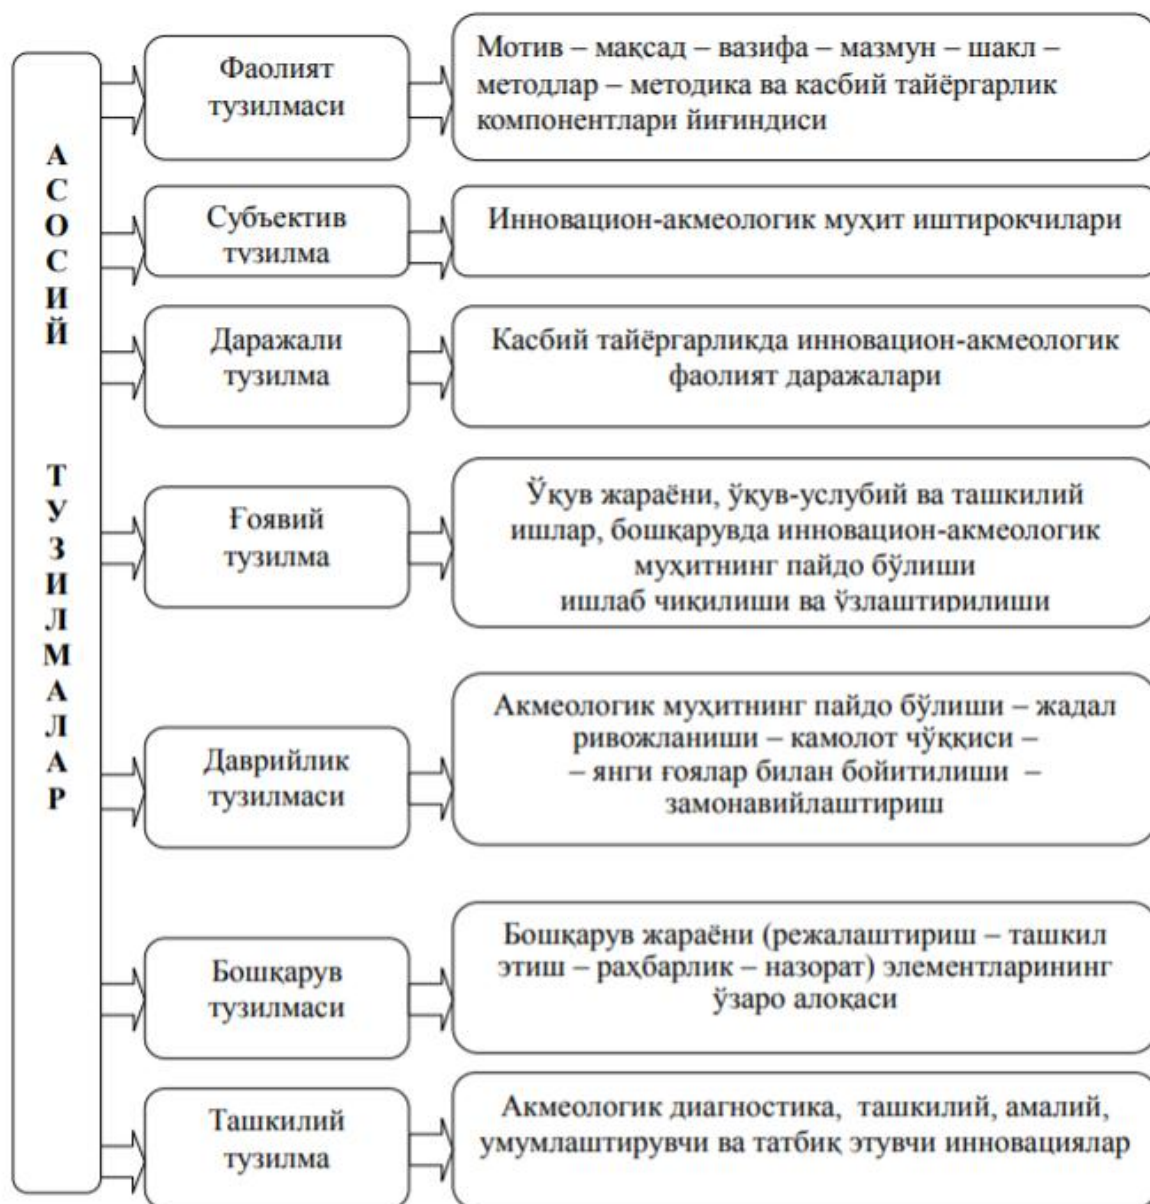 АСОСИЙ ТУЗИЛМАЛАР
Фаолият
тузилмаси
Мотив – мақсад – вазифа – мазмун – шакл –
методлар – методика ва касбий тайёргарлик
компонентлари йиғиндиси
Субъектив
тузилма
Инновацион-акмеологик муҳит иштирокчилари
Даражали
тузилма
Касбий тайёргарликда инновацион-акмеологик
фаолият даражалари
Ғоявий
тузилма
Ўқув жараёни, ўқув-услубий ва ташкилий
ишлар, бошқарувда инновацион-акмеологик
муҳитнинг пайдо бўлиши
ишлаб чиқилиши ва ўзлаштирилиши
Даврийлик
тузилмаси
Акмеологик муҳитнинг пайдо бўлиши – жадал
ривожланиши – камолот чўққиси –
– янги ғоялар билан бойитилиши –
замонавийлаштириш
Бошқарув
тузилмаси
Бошқарув жараёни (режалаштириш – ташкил
этиш – раҳбарлик – назорат) элементларининг
ўзаро алоқаси
Ташкилий
тузилма
Акмеологик диагностика, ташкилий, амалий,
умумлаштирувчи ва татбиқ этувчи инновациялар